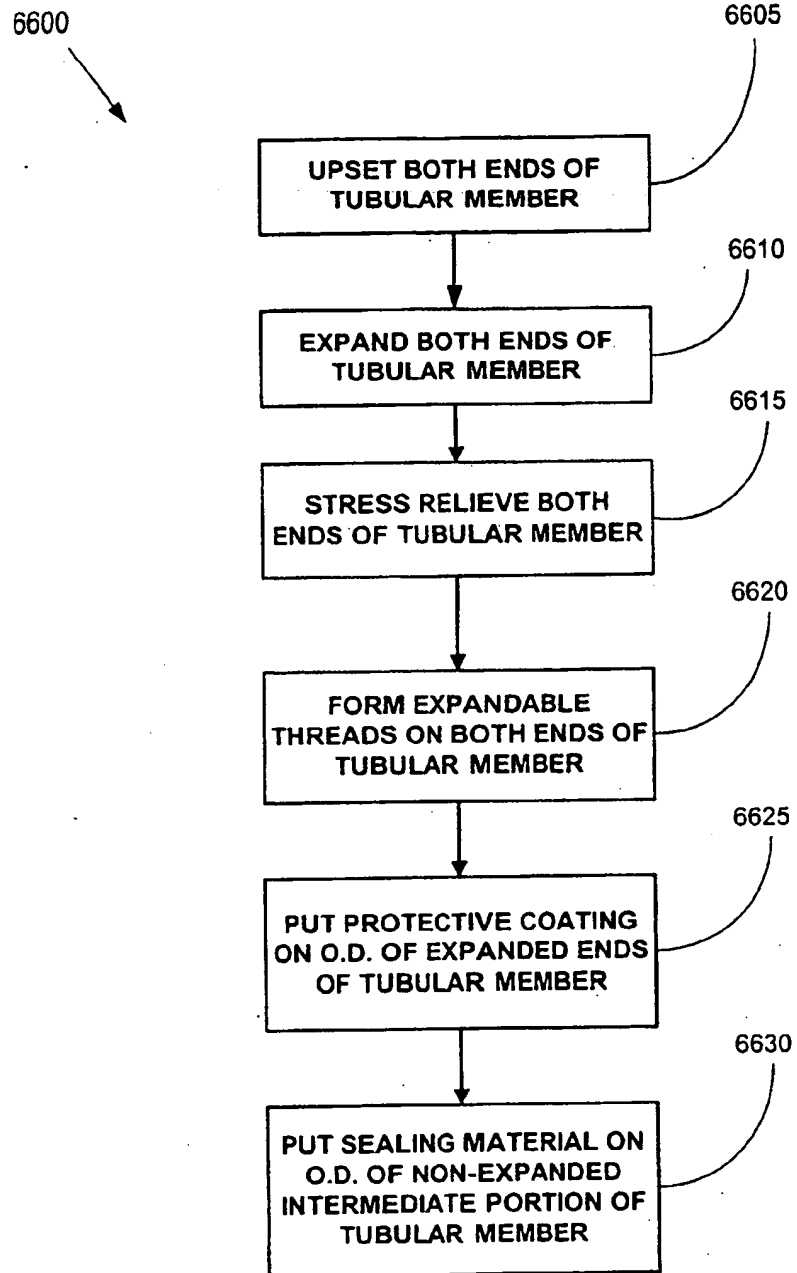 6600
6605
UPSET BOTH ENDS OF
TUBULAR MEMBER
6610
EXPAND BOTH ENDS OF
TUBULAR MEMBER
6615
STRESS RELIEVE BOTH
ENDS OF TUBULAR MEMBER
6620
FORM EXPANDABLE
THREADS ON BOTH ENDS OF
TUBULAR MEMBER
6625
PUT PROTECTIVE COATING
ON O.D. OF EXPANDED ENDS
OF TUBULAR MEMBER
6630
PUT SEALING MATERIAL ON
O.D. OF NON-EXPANDED
INTERMEDIATE PORTION OF
TUBULAR MEMBER